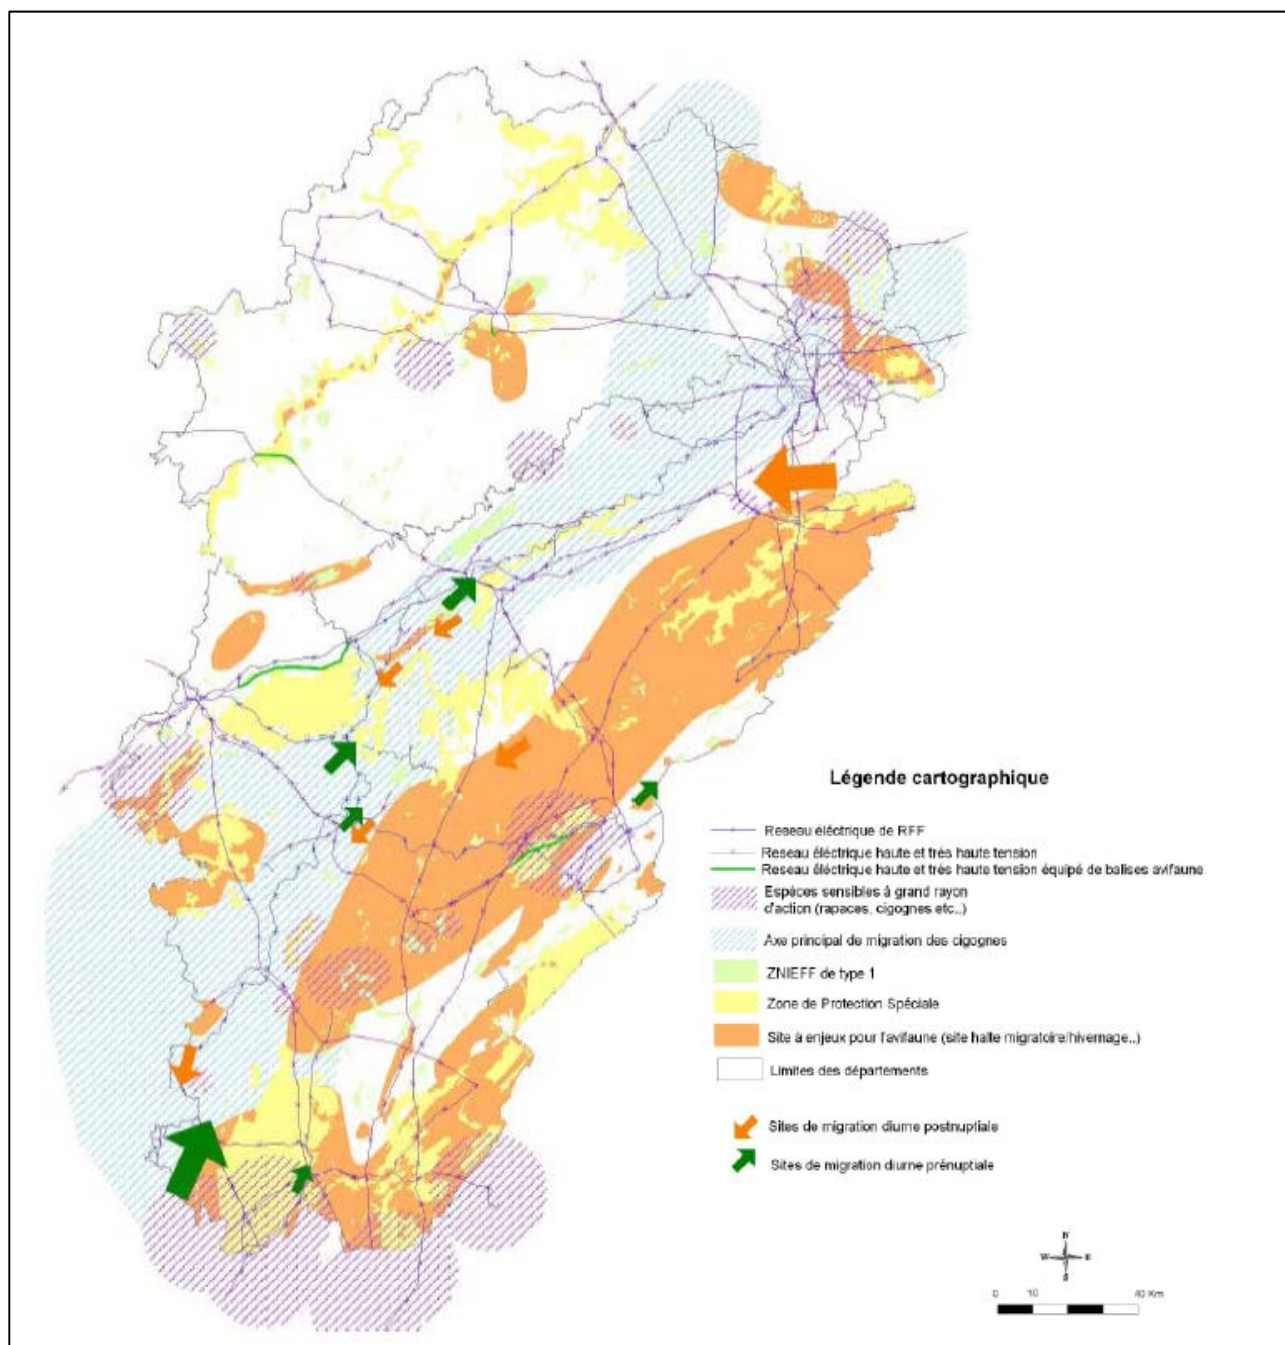 Légende cartographique
Reseau éléctrique de RFF
Reseau éléctrique haute et très haute tension
Reseau éléctrique haute et très haute tension équipé de balises avifaune
Espèces sensibles à grand rayon
d'action (rapaces, cigognes etc..)
Axe principal de migration des cigognes
ZNIEFF de type 1
Zone de Protection Spéciale
Site à enjeux pour l'avifaune (site halte migratoire/hivernage..)
Limites des départements
Sites de migration diurne postnuptiale
Sites de migration diurne prénuptiale
N
W E
S
0 10 40 Km